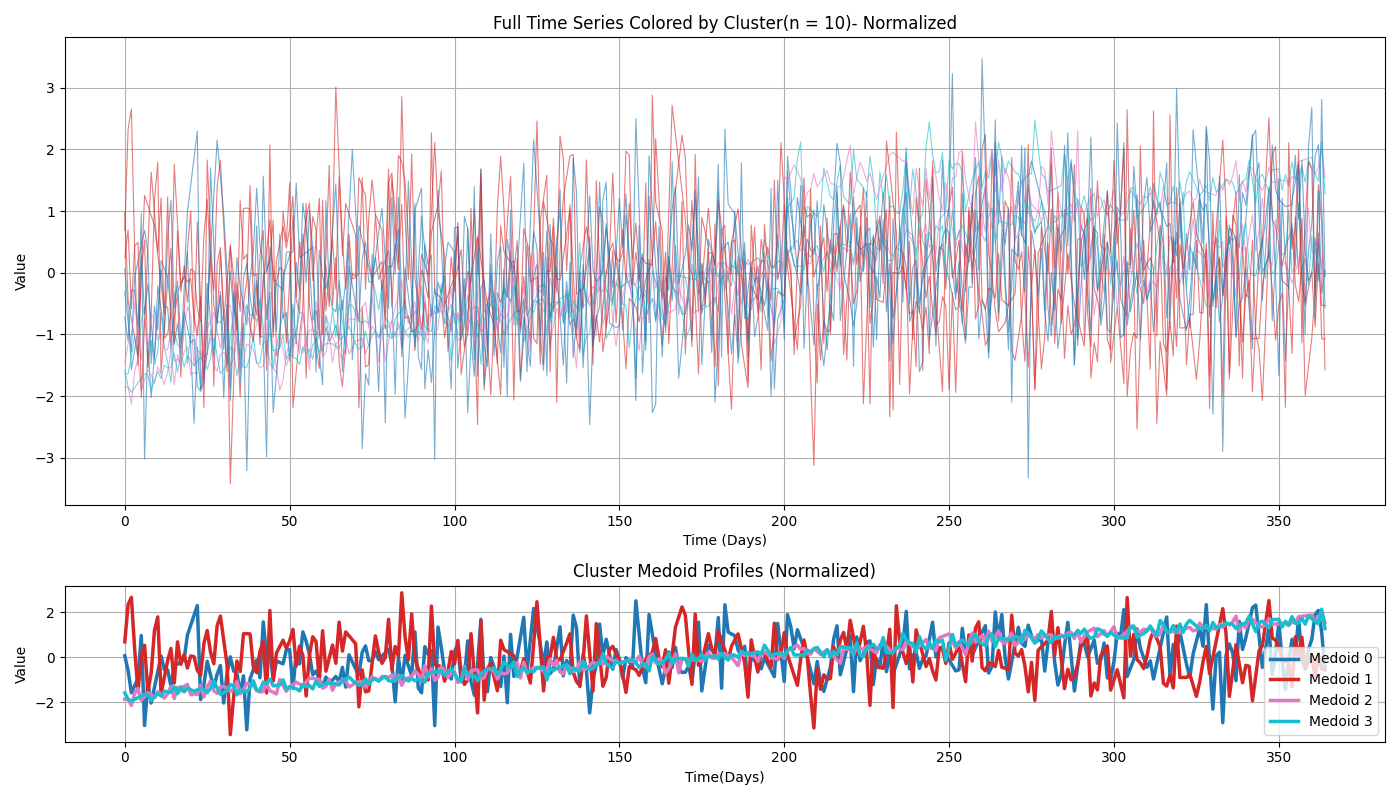 Full Time Series Colored by Cluster(n = 10)- Normalized
Value
3
2
1
0
−1
−2
−3
0 50 100 150 200 250 300 350
Time (Days)
Cluster Medoid Profiles (Normalized)
Value
2
0
−2
Medoid 0
Medoid 1
Medoid 2
Medoid 3
0 50 100 150 200 250 300 350
Time(Days)